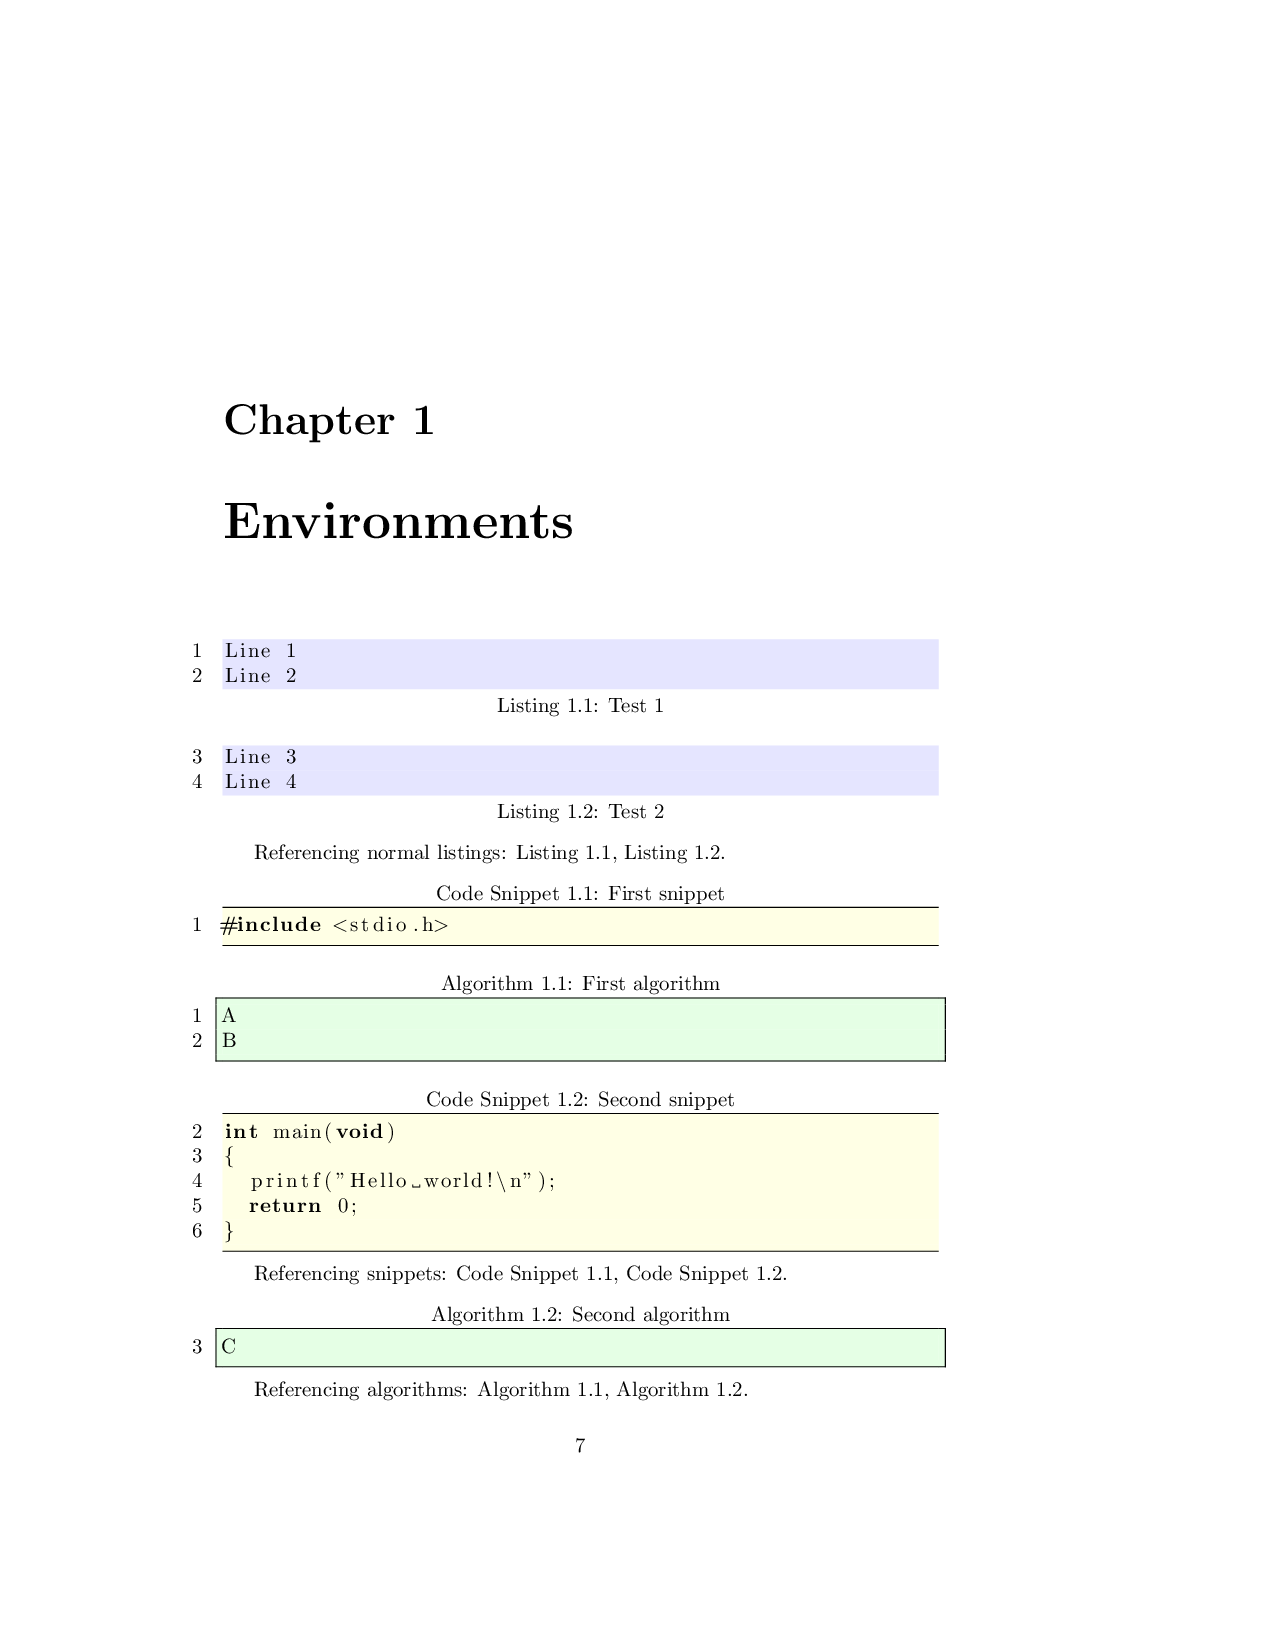 Chapter 1
Environments
1 Line 1
2 Line 2
Listing 1.1: Test 1
3 Line 3
4 Line 4
Listing 1.2: Test 2
Referencing normal listings: Listing 1.1, Listing 1.2.
Code Snippet 1.1: First snippet
1 #include <stdio.h>
Algorithm 1.1: First algorithm
1 A
2 B
Code Snippet 1.2: Second snippet
2 int main(void)
3 {
4   printf("Hello␣world!\n");
5   return 0;
6 }
Referencing snippets: Code Snippet 1.1, Code Snippet 1.2.
Algorithm 1.2: Second algorithm
3 C
Referencing algorithms: Algorithm 1.1, Algorithm 1.2.
7